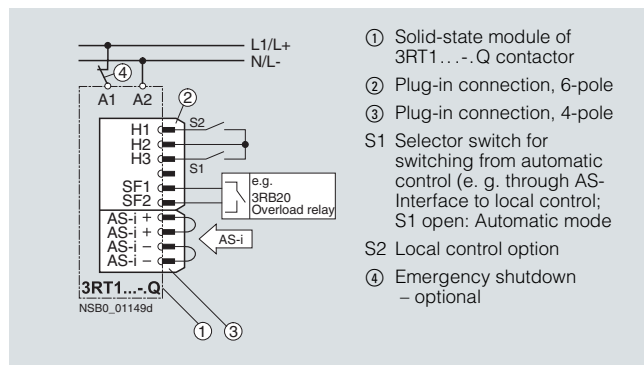 L1/L+
N/L-
④
A1 A2
②
H1
H2
H3
S2
S1
SF1
SF2
e.g.
3RB20
Overload relay
AS-i +
AS-i +
AS-i −
AS-i −
AS-i
3RT1...-.Q
NSB0_01149d
① ③
① Solid-state module of
3RT1...-.Q contactor
② Plug-in connection, 6-pole
③ Plug-in connection, 4-pole
S1 Selector switch for
switching from automatic
control (e. g. through AS-
Interface to local control;
S1 open: Automatic mode
S2 Local control option
④ Emergency shutdown
– optional